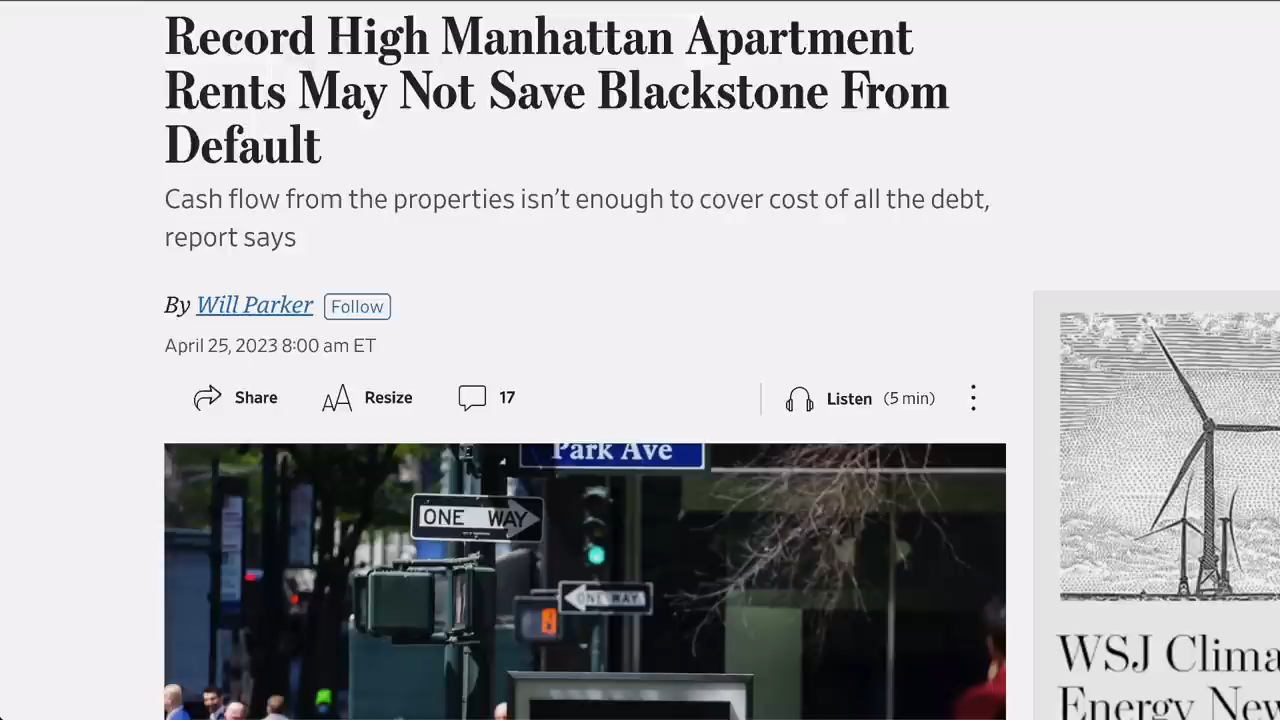 Record High Manhattan Apartment
Rents May Not Save Blackstone From
Default
Cash flow from the properties isn't enough to cover cost of all the debt,
report says
By Will Parker Follow
April 25, 2023 8:00 am ET
Share Resize 17 Listen (5 min)
Park Ave
ONE WAY
ONE WAY
WSJ Clima
Energy New